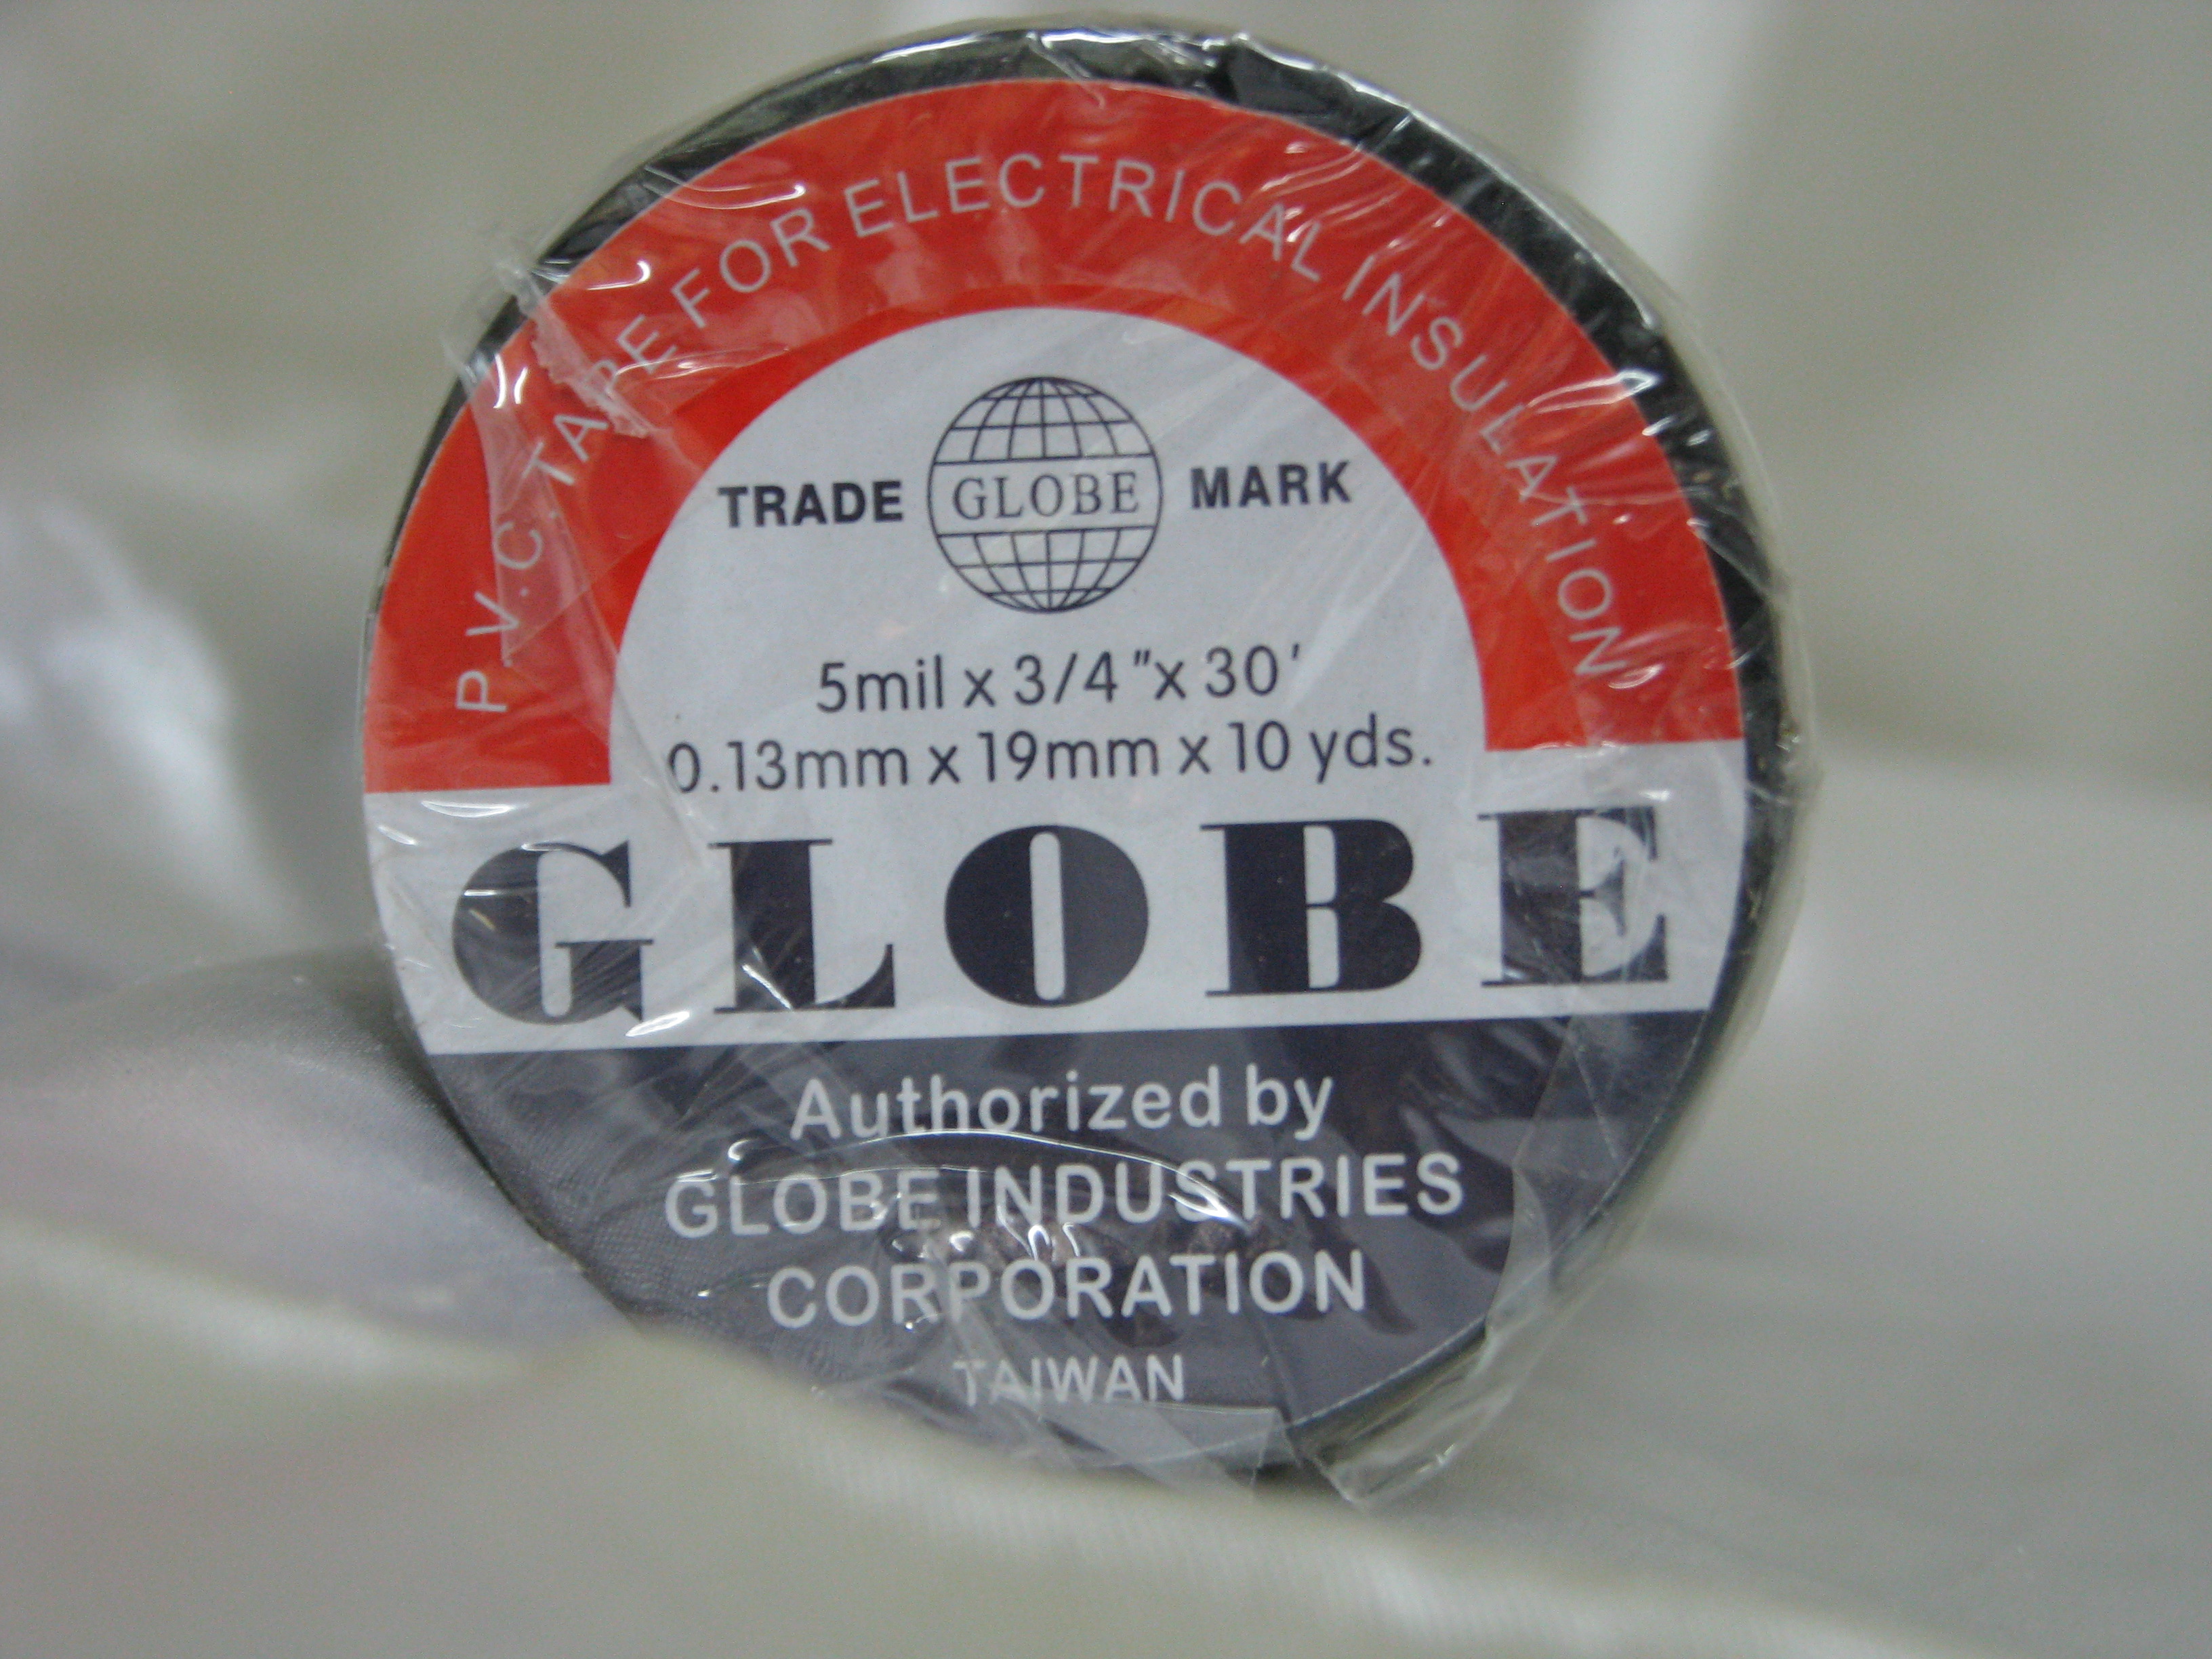 P.V.C. TAPE FOR ELECTRICAL INSULATION
TRADE GLOBE MARK
5mil x 3/4"x 30'
0.13mm x 19mm x 10 yds.
GLOBE
Authorized by
GLOBE INDUSTRIES
CORPORATION
TAIWAN